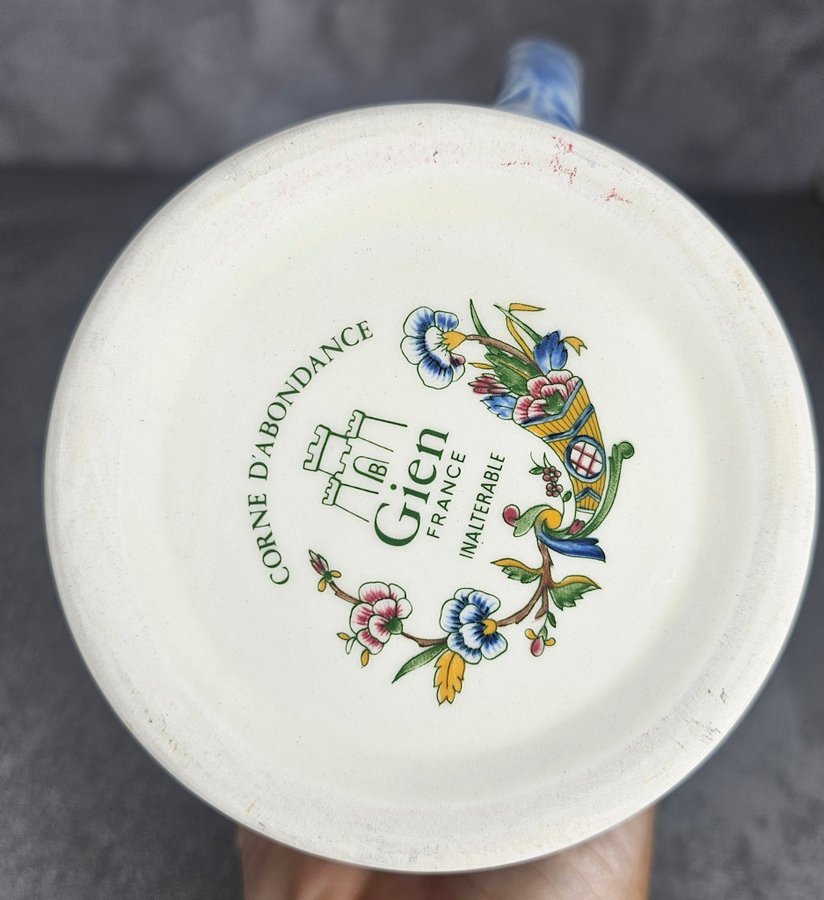 CORNE D'ABONDANCE
B
Gien
FRANCE
INALTERABLE